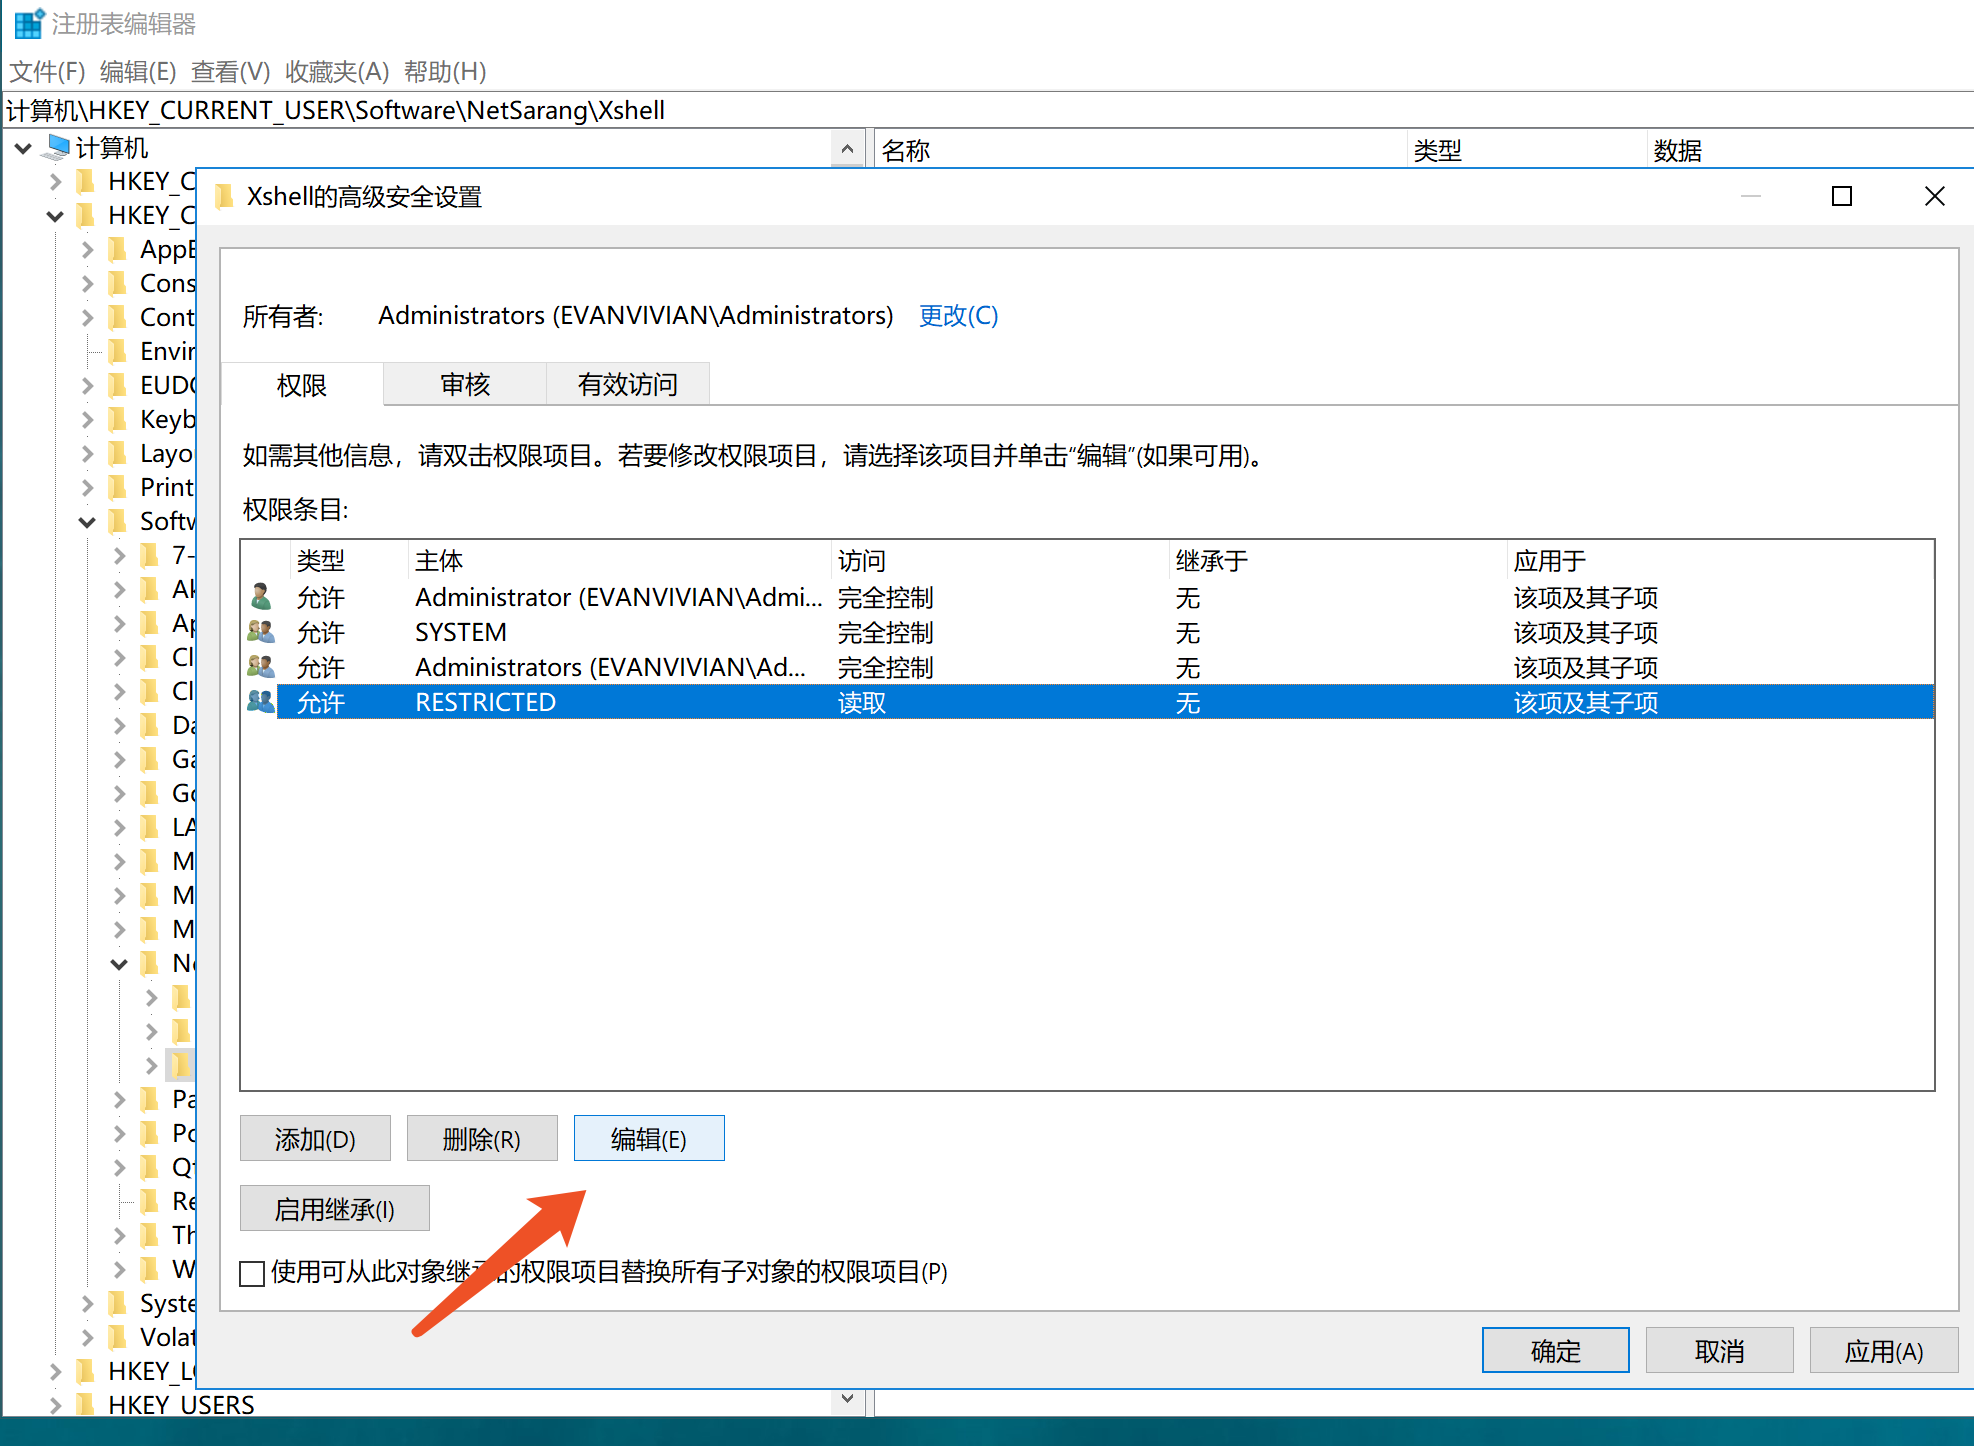 注册表编辑器
文件(F) 编辑(E) 查看(V) 收藏夹(A) 帮助(H)
计算机\HKEY_CURRENT_USER\Software\NetSarang\Xshell
计算机
名称 类型 数据
HKEY_C
HKEY_C
AppE
Cons
Cont
Envir
EUDC
Keyb
Layo
Print
Softw
7-
Ak
Ap
Cl
Cl
Da
Ga
Go
LA
M
M
M
Ne
Pa
Po
Qt
Re
Th
W
Syste
Volat
HKEY_LO
HKEY_USERS
Xshell的高级安全设置
所有者: Administrators (EVANVIVIAN\Administrators) 更改(C)
权限 审核 有效访问
如需其他信息，请双击权限项目。若要修改权限项目，请选择该项目并单击“编辑”(如果可用)。
权限条目:
类型 主体 访问 继承于 应用于
允许 Administrator (EVANVIVIAN\Admi... 完全控制 无 该项及其子项
允许 SYSTEM 完全控制 无 该项及其子项
允许 Administrators (EVANVIVIAN\Ad... 完全控制 无 该项及其子项
允许 RESTRICTED 读取 无 该项及其子项
添加(D) 删除(R) 编辑(E)
启用继承(I)
使用可从此对象继承的权限项目替换所有子对象的权限项目(P)
确定 取消 应用(A)